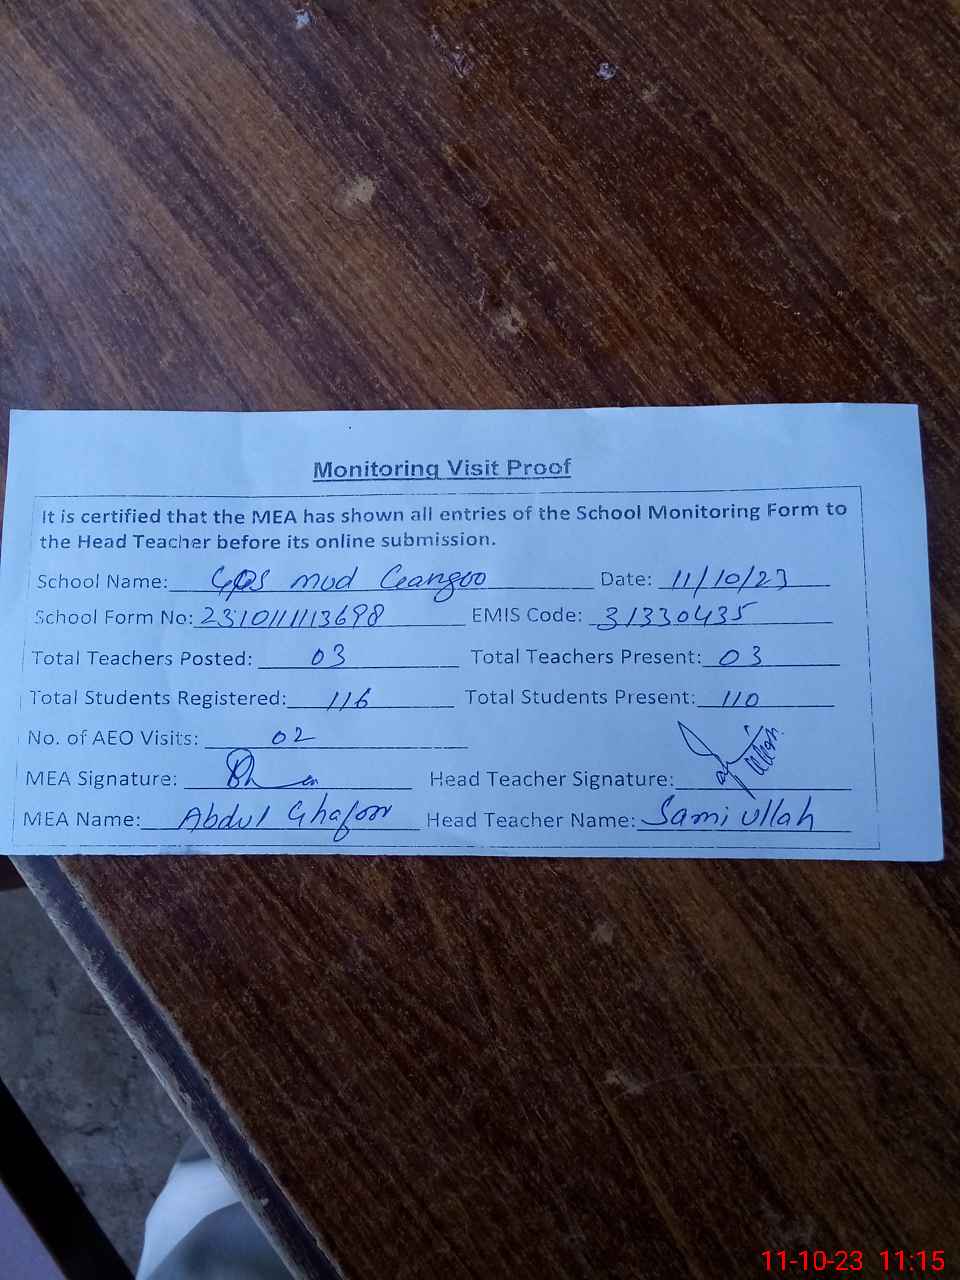 Monitoring Visit Proof
It is certified that the MEA has shown all entries of the School Monitoring Form to
the Head Teacher before its online submission.
School Name: GPS mud Date: 11/10/23
School Form No: 2310111113698 EMIS Code: 31330435
Total Teachers Posted: 03 Total Teachers Present: 03
Total Students Registered: 116 Total Students Present: 110
No. of AEO Visits: 02
MEA Signature: Head Teacher Signature:
MEA Name: Abdul Ghafoor Head Teacher Name: Sami ullah
11-10-23 11:15